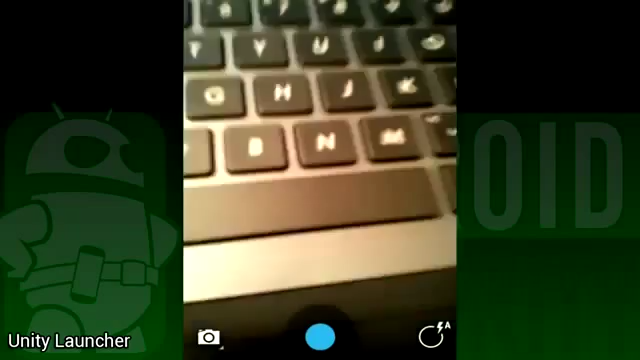 T Y U I O
G H J K
B N M
OID
A
Unity Launcher